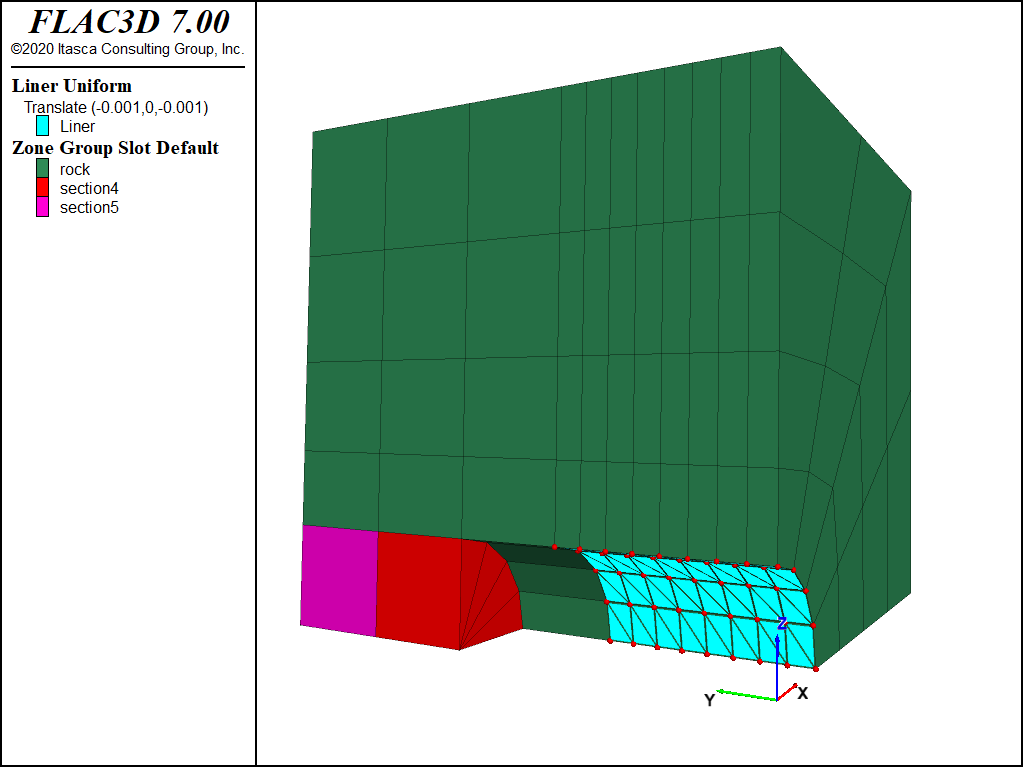 FLAC3D 7.00
©2020 Itasca Consulting Group, Inc.
Liner Uniform
Translate (-0.001,0,-0.001)
Liner
Zone Group Slot Default
rock
section4
section5
Z
Y
X